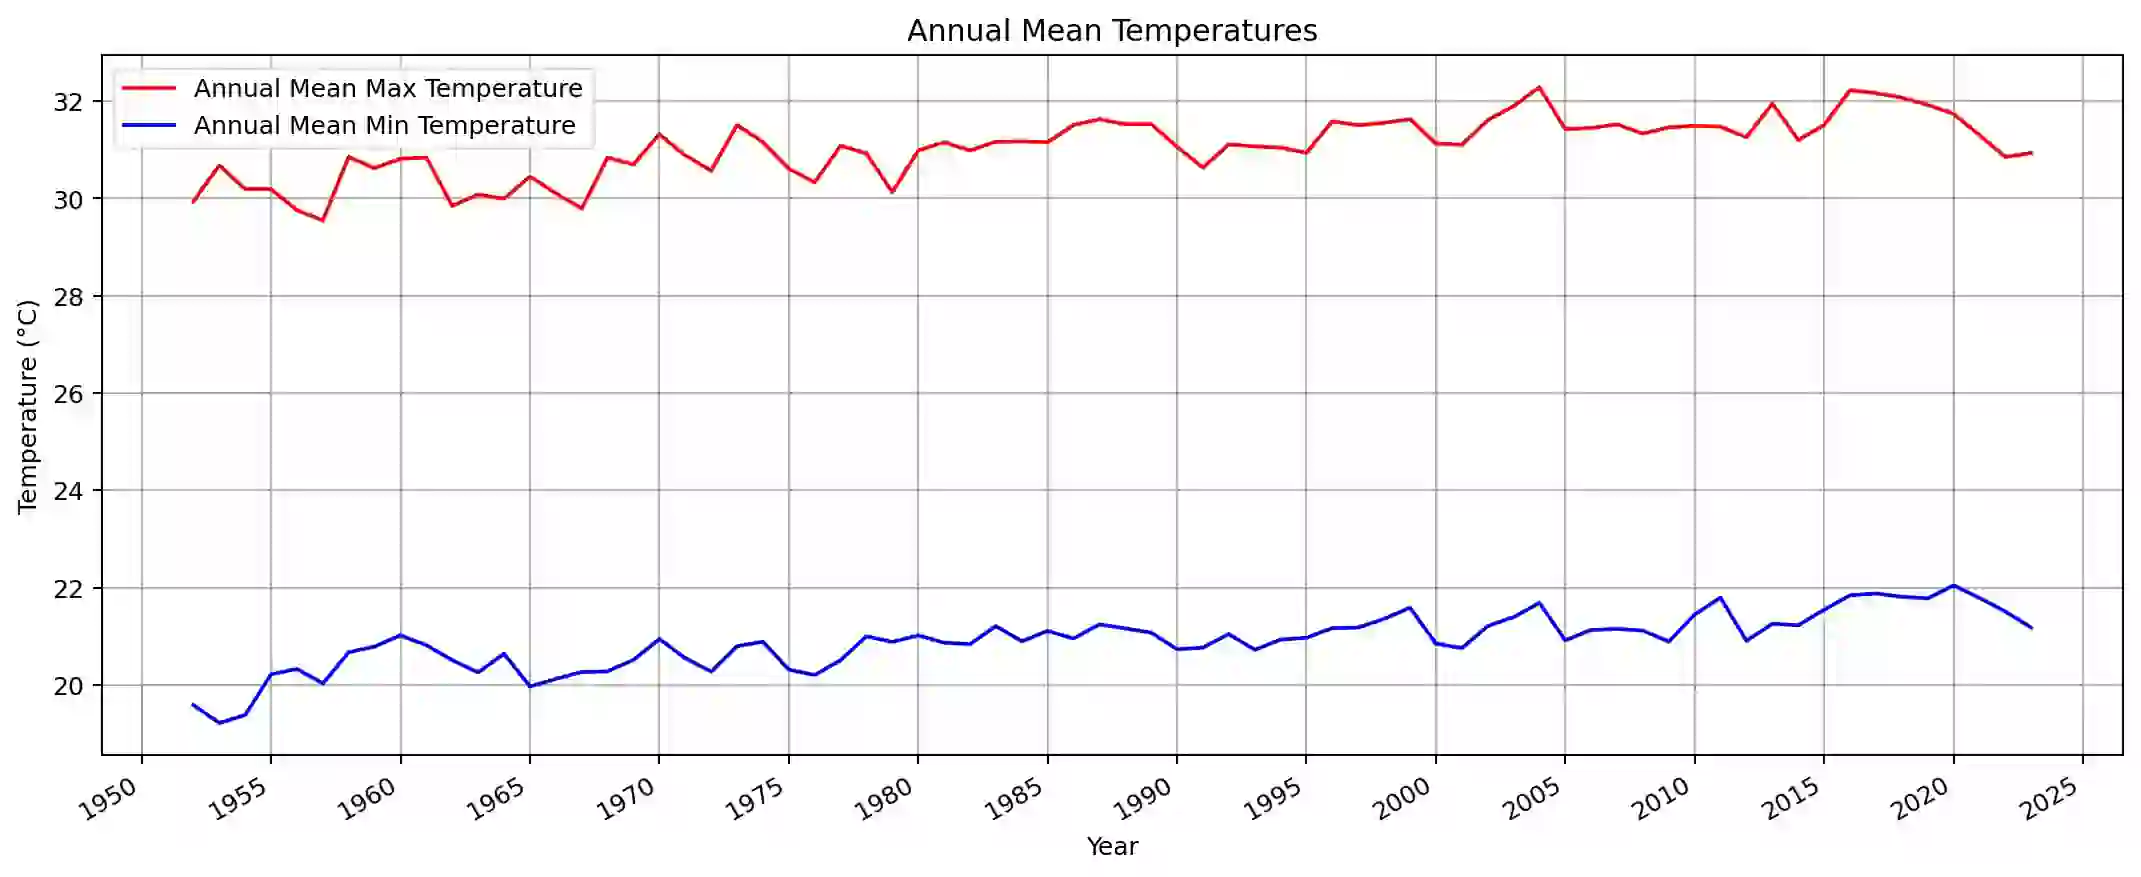 Annual Mean Temperatures
Annual Mean Max Temperature
Annual Mean Min Temperature
32
30
28
26
24
22
20
Temperature (°C)
1950 1955 1960 1965 1970 1975 1980 1985 1990 1995 2000 2005 2010 2015 2020 2025
Year